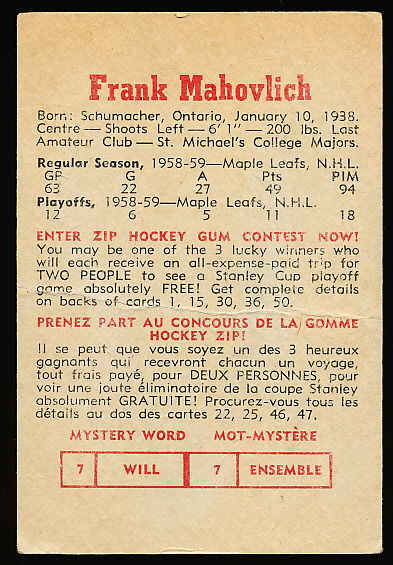 Frank Mahovlich
Born: Schumacher, Ontario, January 10, 1938.
Centre — Shoots Left — 6' 1" — 200 lbs. Last
Amateur Club — St. Michael's College Majors.
Regular Season, 1958-59—Maple Leafs, N.H.L.
GP G A Pts PIM
63 22 27 49 94
Playoffs, 1958-59—Maple Leafs, N.H.L.
12 6 5 11 18
ENTER ZIP HOCKEY GUM CONTEST NOW!
You may be one of the 3 lucky winners who
will each receive an all-expense-paid trip for
TWO PEOPLE to see a Stanley Cup playoff
game absolutely FREE! Get complete details
on backs of cards 1, 15, 30, 36, 50.
PRENEZ PART AU CONCOURS DE LA GOMME
HOCKEY ZIP!
Il se peut que vous soyez un des 3 heureux
gagnants qui recevront chacun un voyage,
tout frais payé, pour DEUX PERSONNES, pour
voir une joute éliminatoire de la coupe Stanley
absolument GRATUITE! Procurez-vous tous les
détails au dos des cartes 22, 25, 46, 47.
MYSTERY WORD MOT-MYSTÈRE
7 WILL 7 ENSEMBLE